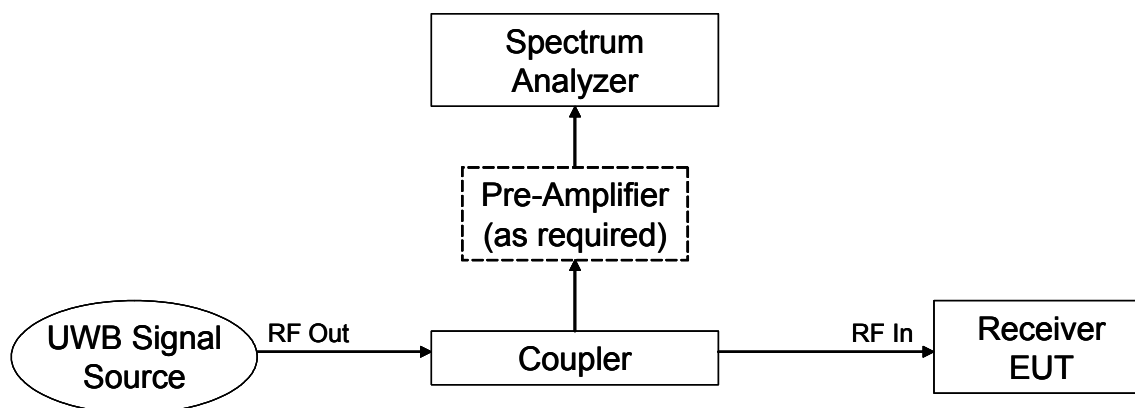 Spectrum
Analyzer
Pre-Amplifier
(as required)
UWB Signal
Source
RF Out
Coupler
RF In
Receiver
EUT